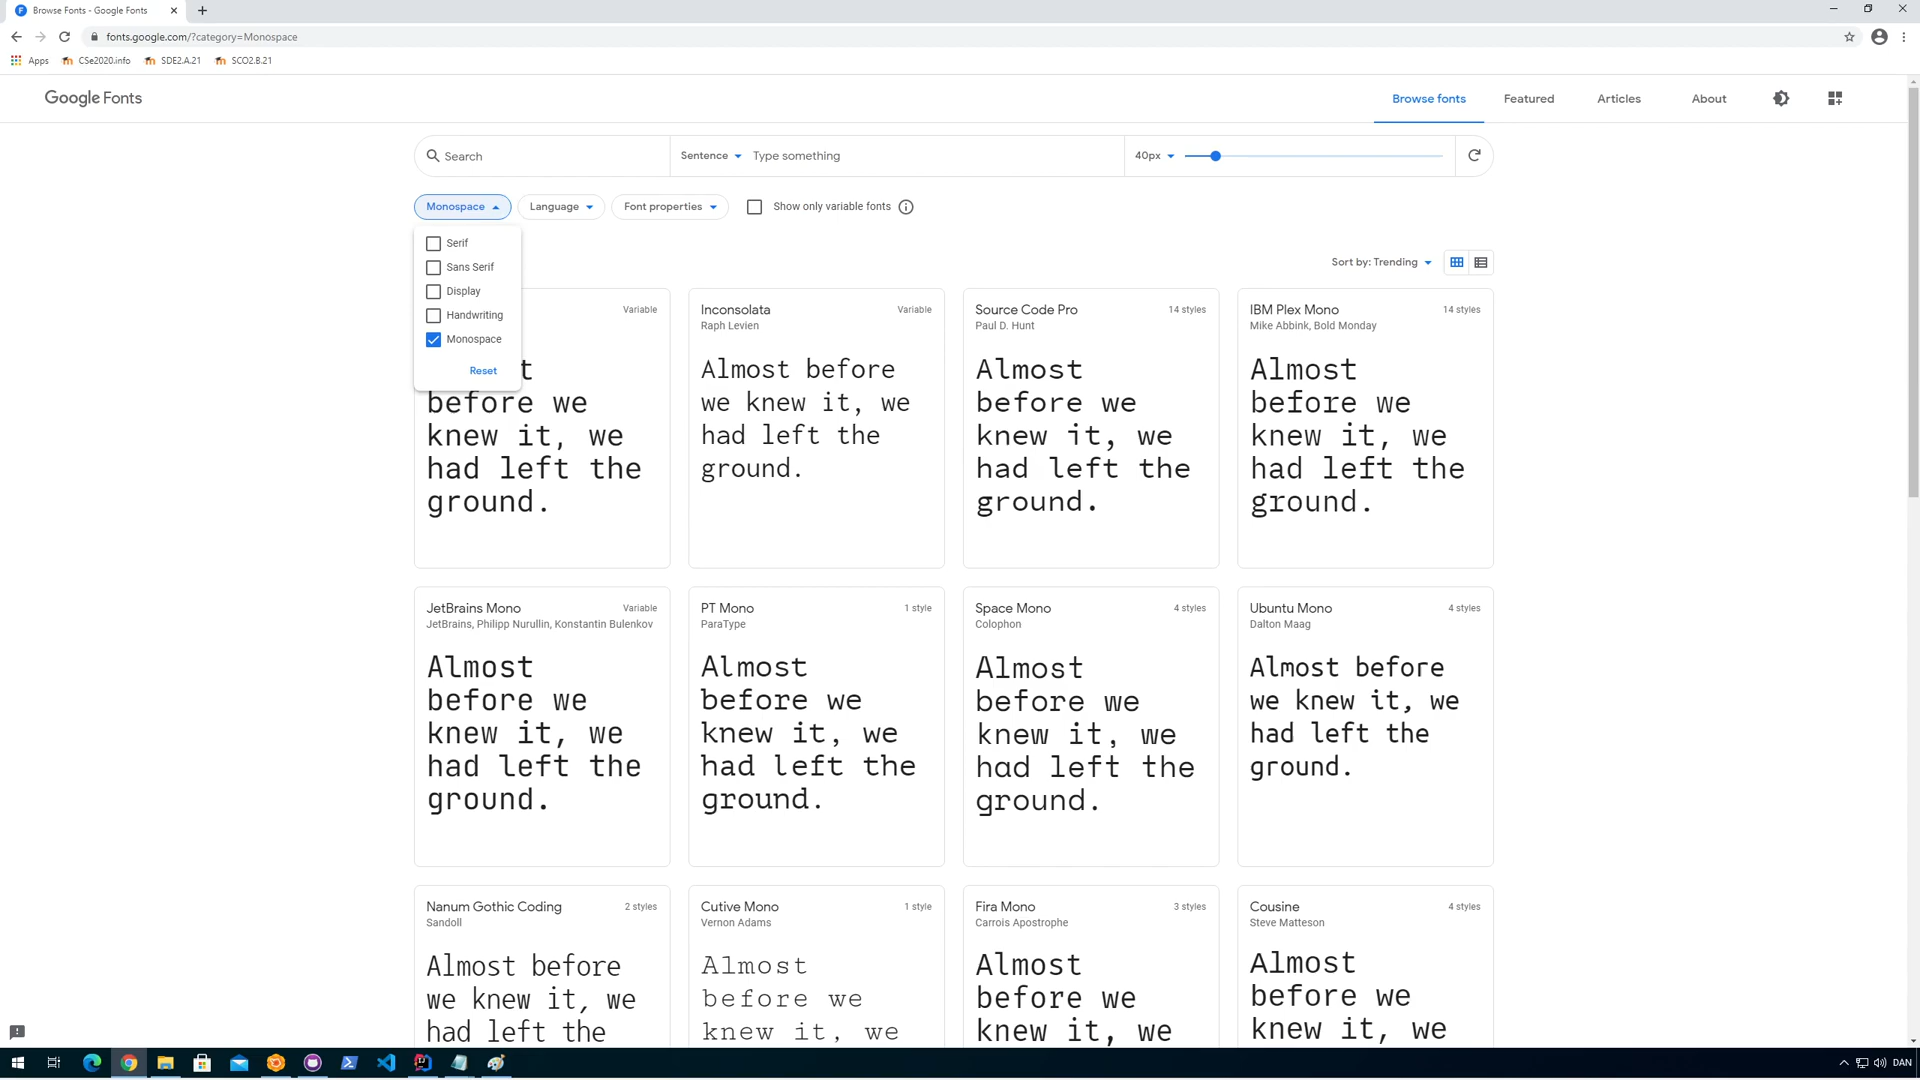 Browse Fonts - Google Fonts
fonts.google.com/?category=Monospace
Apps CSe2020.info SDE2.A.21 SCO2.B.21
Google Fonts
Browse fonts Featured Articles About
Search Sentence Type something 40px
Monospace Language Font properties Show only variable fonts
Serif
Sans Serif
Display
Handwriting
Monospace
Reset
Sort by: Trending
Variable
before we
knew it, we
had left the
ground.
Inconsolata Variable
Raph Levien
Almost before
we knew it, we
had left the
ground.
Source Code Pro 14 styles
Paul D. Hunt
Almost
before we
knew it, we
had left the
ground.
IBM Plex Mono 14 styles
Mike Abbink, Bold Monday
Almost
before we
knew it, we
had left the
ground.
JetBrains Mono Variable
JetBrains, Philipp Nurullin, Konstantin Bulenkov
Almost
before we
knew it, we
had left the
ground.
PT Mono 1 style
ParaType
Almost
before we
knew it, we
had left the
ground.
Space Mono 4 styles
Colophon
Almost
before we
knew it, we
had left the
ground.
Ubuntu Mono 4 styles
Dalton Maag
Almost before
we knew it, we
had left the
ground.
Nanum Gothic Coding 2 styles
Sandoll
Almost before
we knew it, we
had left the
Cutive Mono 1 style
Vernon Adams
Almost
before we
knew it, we
Fira Mono 3 styles
Carrois Apostrophe
Almost
before we
knew it, we
Cousine 4 styles
Steve Matteson
Almost
before we
knew it, we
DAN